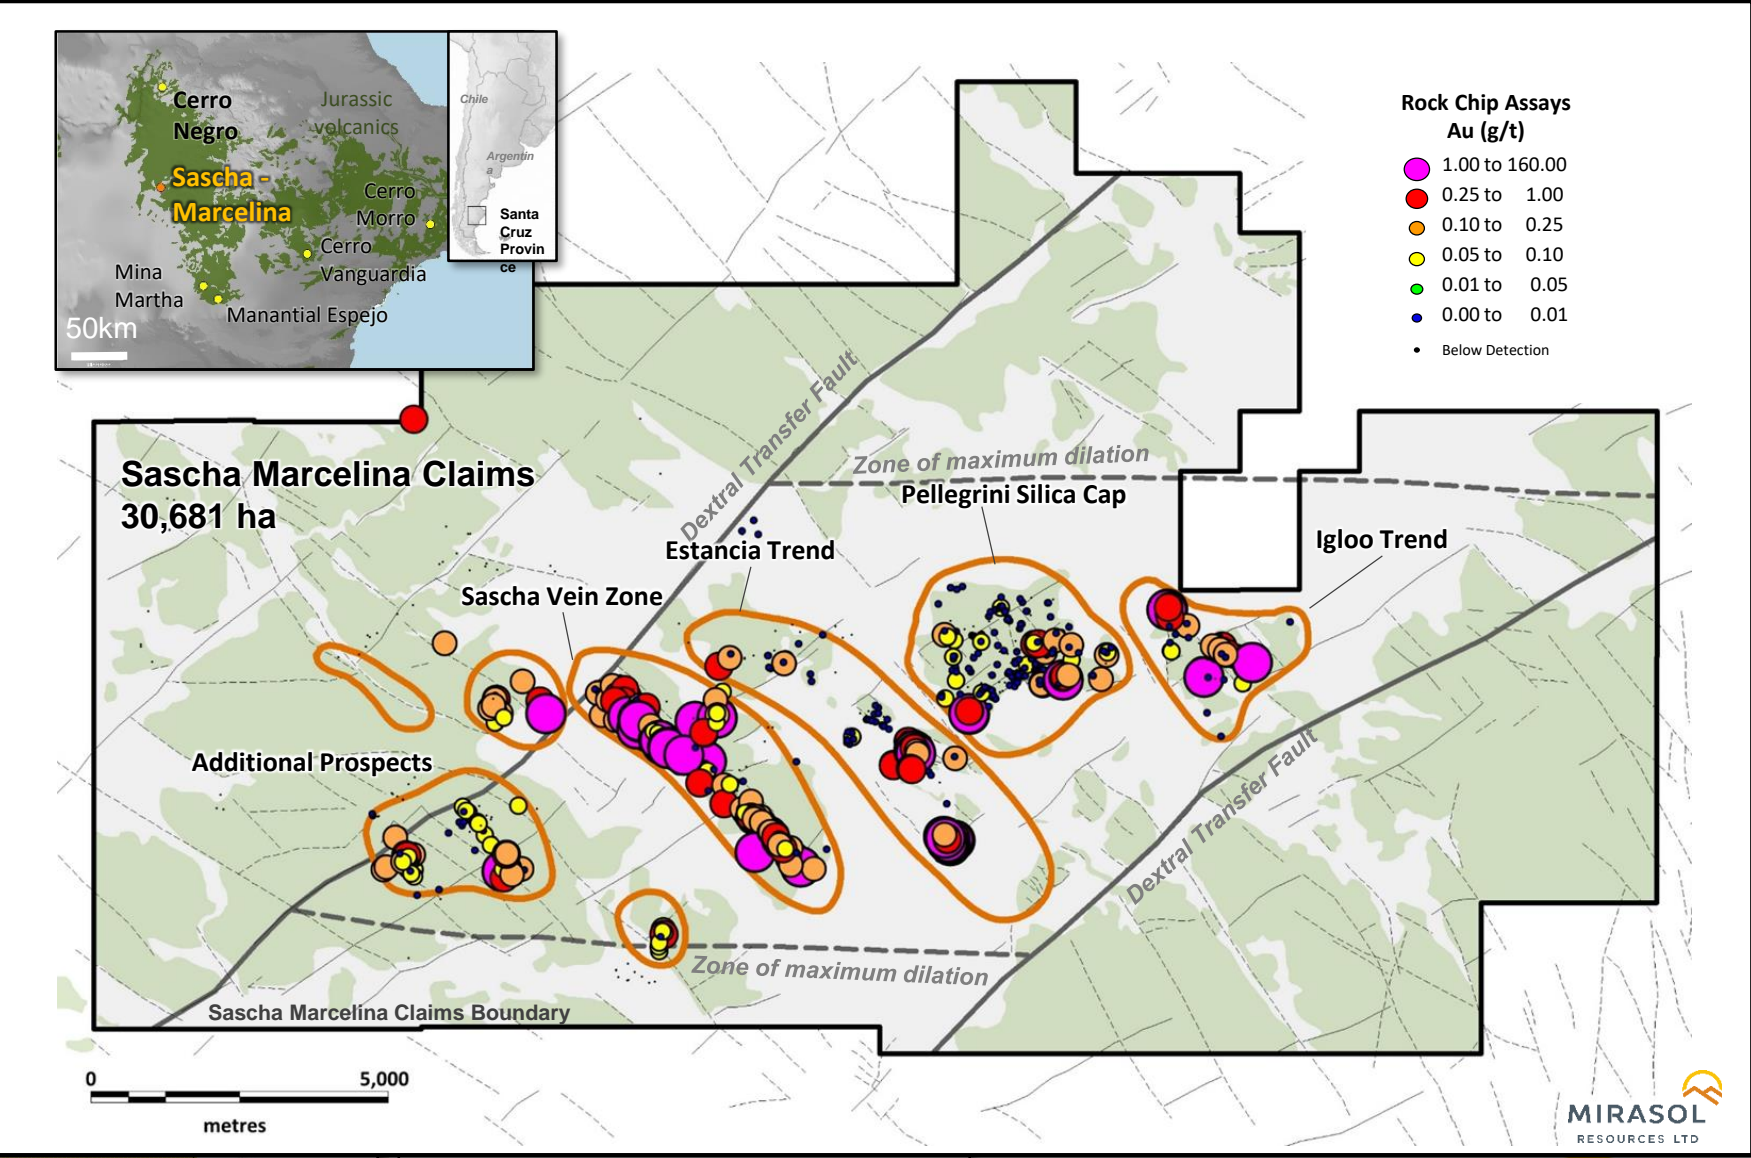 Cerro
Negro
Jurassic
volcanics
Sascha -
Marcelina
Cerro
Morro
Cerro
Vanguardia
Mina
Martha
Manantial Espejo
50km
Chile
Argentin
a
Santa
Cruz
Provin
ce
Rock Chip Assays
Au (g/t)
1.00 to 160.00
0.25 to 1.00
0.10 to 0.25
0.05 to 0.10
0.01 to 0.05
0.00 to 0.01
Below Detection
Sascha Marcelina Claims
30,681 ha
Dextral Transfer Fault
Zone of maximum dilation
Pellegrini Silica Cap
Igloo Trend
Estancia Trend
Sascha Vein Zone
Additional Prospects
Dextral Transfer Fault
Zone of maximum dilation
Sascha Marcelina Claims Boundary
0 5,000
metres
MIRASOL
RESOURCES LTD